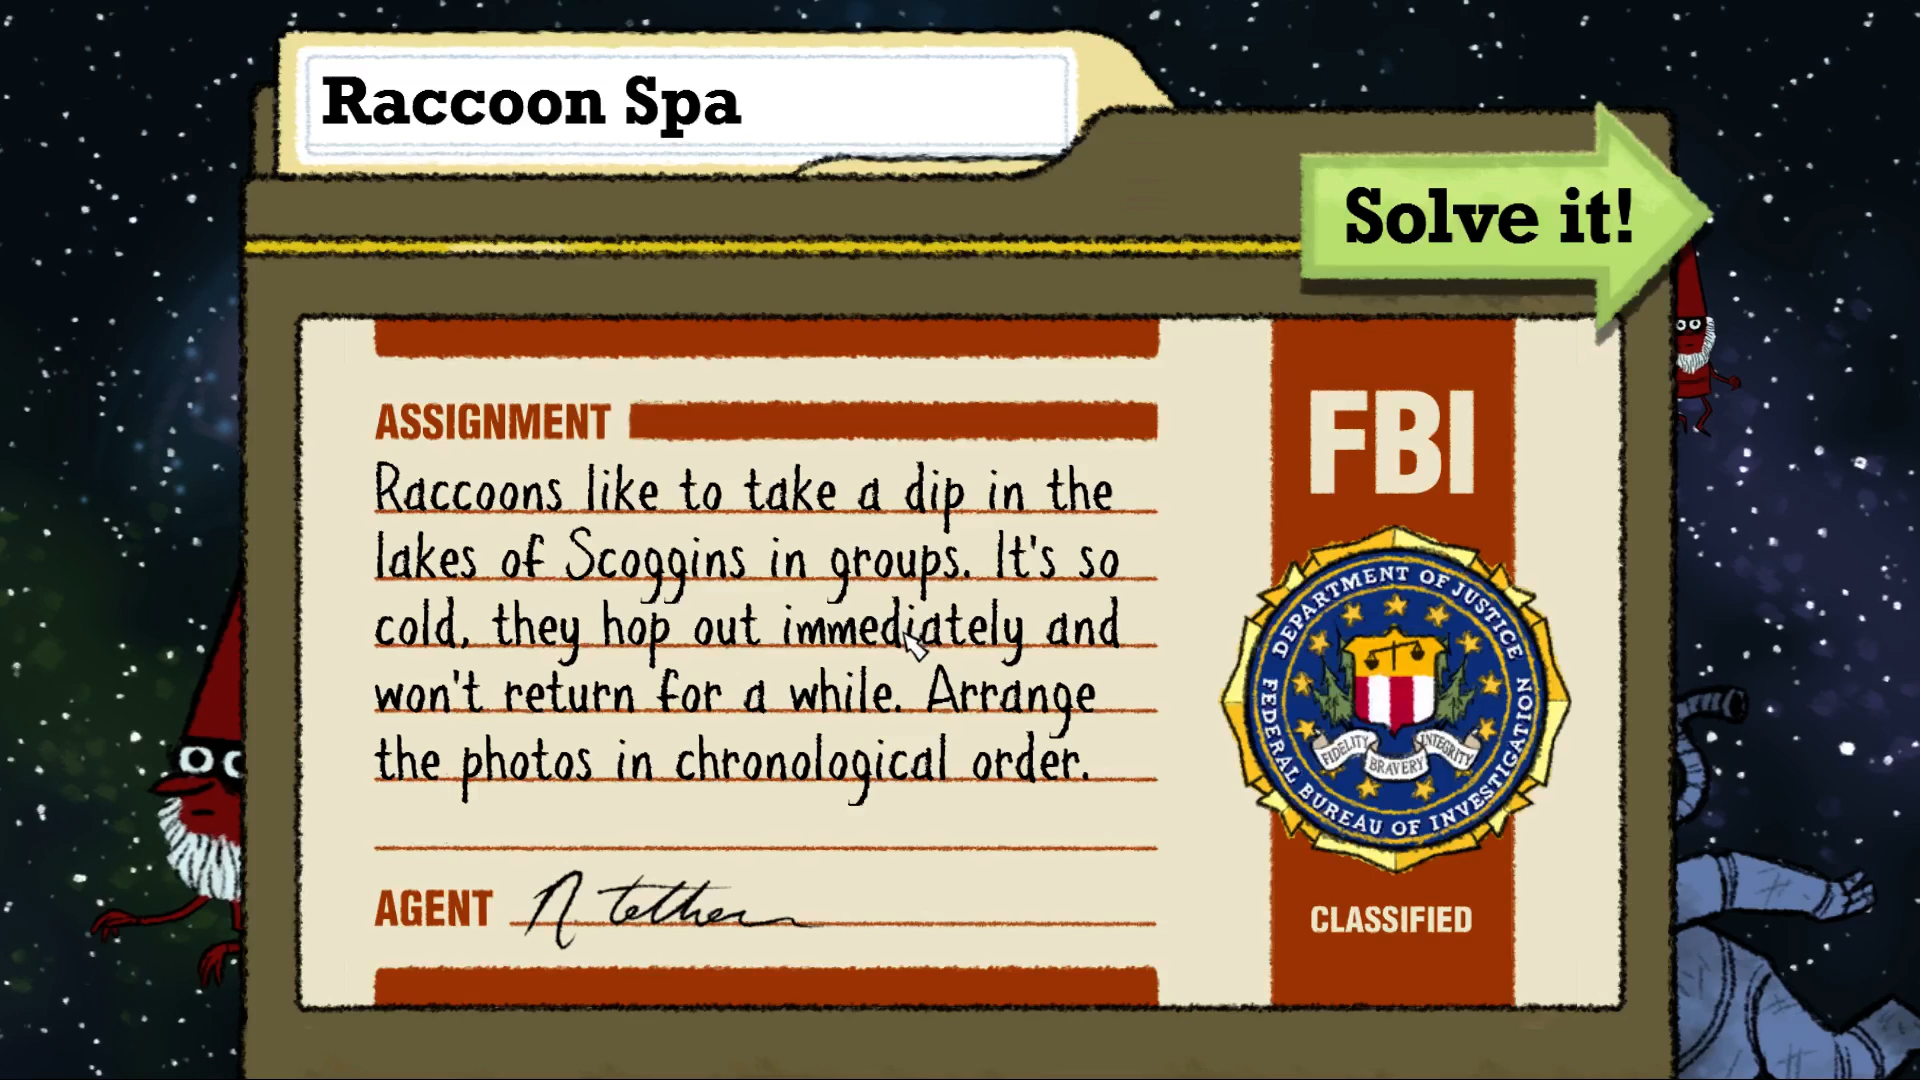 Raccoon Spa
Solve it!
ASSIGNMENT
Raccoons like to take a dip in the
lakes of Scoggins in groups. It's so
cold, they hop out immediately and
won't return for a while. Arrange
the photos in chronological order.
AGENT N Tethers
FBI
DEPARTMENT OF JUSTICE
FEDERAL BUREAU OF INVESTIGATION
FIDELITY
BRAVERY
INTEGRITY
CLASSIFIED